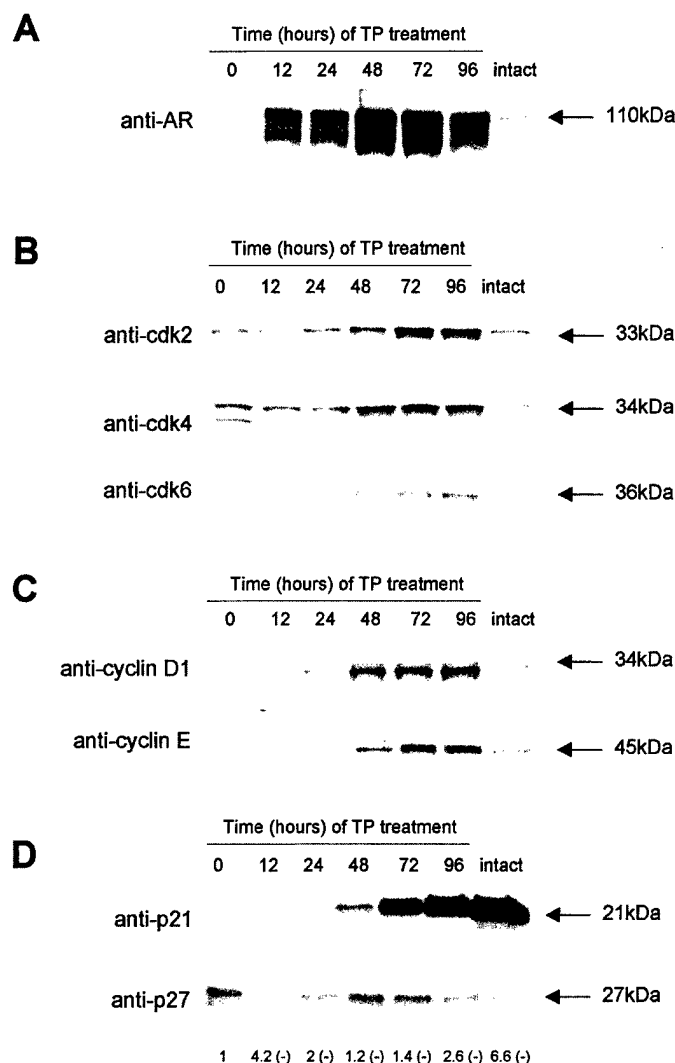 A
Time (hours) of TP treatment
0 12 24 48 72 96 intact
anti-AR
110kDa
B
Time (hours) of TP treatment
0 12 24 48 72 96 intact
anti-cdk2
33kDa
anti-cdk4
34kDa
anti-cdk6
36kDa
C
Time (hours) of TP treatment
0 12 24 48 72 96 intact
anti-cyclin D1
34kDa
anti-cyclin E
45kDa
D
Time (hours) of TP treatment
0 12 24 48 72 96 intact
anti-p21
21kDa
anti-p27
27kDa
1 4.2 (-) 2 (-) 1.2 (-) 1.4 (-) 2.6 (-) 6.6 (-)